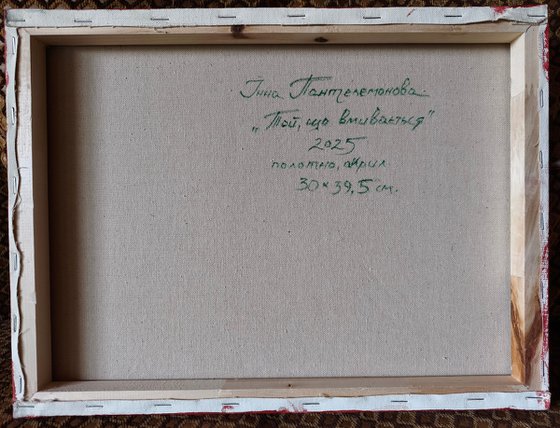 Інна Пантелемонова
„Той, що вмивається"
2025
полотно, акрил
30×39,5 см.